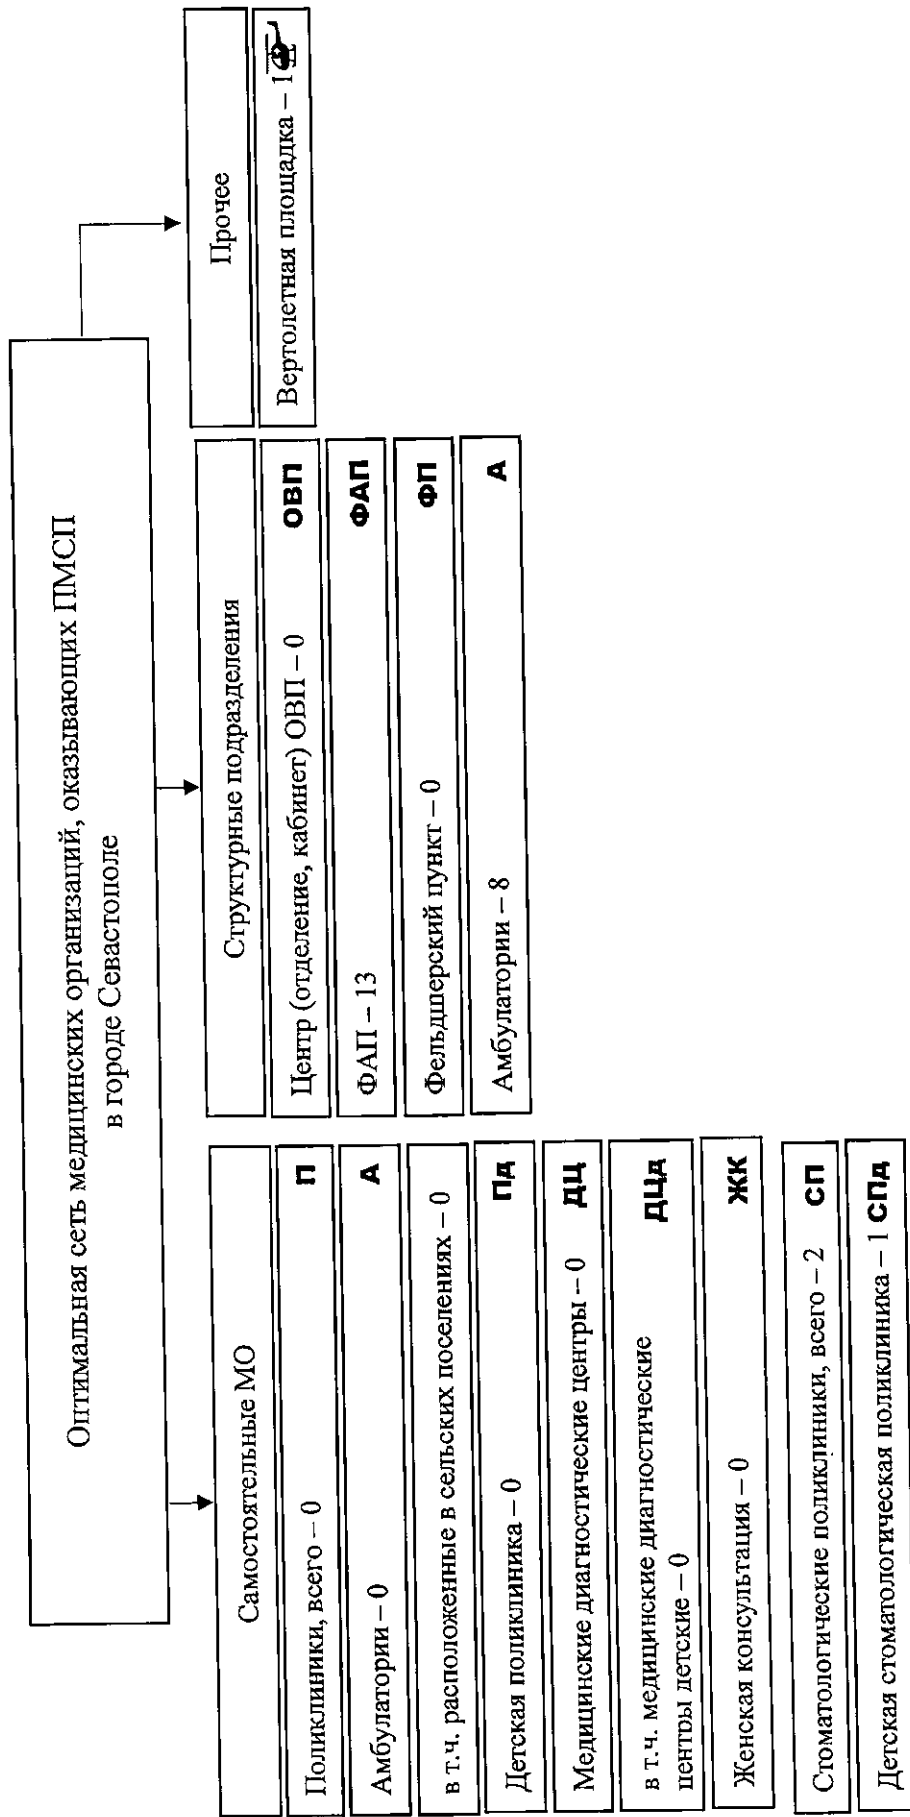 Оптимальная сеть медицинских организаций, оказывающих ПМСП
в городе Севастополе
Самостоятельные МО
Поликлиники, всего – 0 П
Амбулатории – 0 А
в т.ч. расположенные в сельских поселениях – 0
Детская поликлиника – 0 Пд
Медицинские диагностические центры – 0 ДЦ
в т.ч. медицинские диагностические
центры детские – 0 ДЦд
Женская консультация – 0 ЖК
Стоматологические поликлиники, всего – 2 СП
Детская стоматологическая поликлиника – 1 СПд
Структурные подразделения
Центр (отделение, кабинет) ОВП – 0 ОВП
ФАП – 13 ФАП
Фельдшерский пункт – 0 ФП
Амбулатории – 8 А
Прочее
Вертолетная площадка – 1